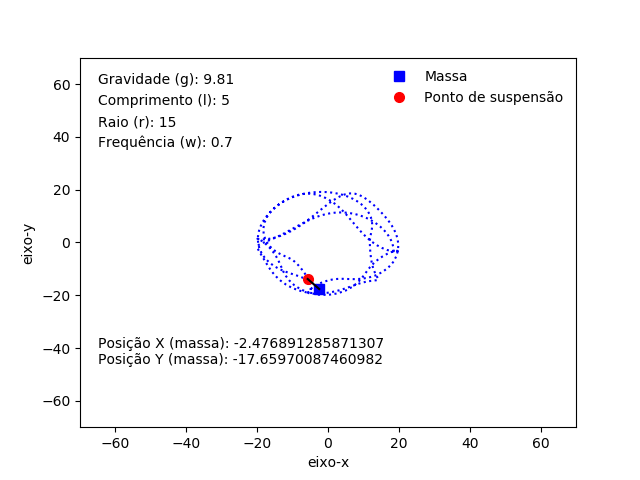 Gravidade (g): 9.81
Comprimento (l): 5
Raio (r): 15
Frequência (w): 0.7
Massa
Ponto de suspensão
60
40
20
0
−20
−40
−60
eixo-y
Posição X (massa): -2.476891285871307
Posição Y (massa): -17.65970087460982
−60
−40
−20
0
20
40
60
eixo-x